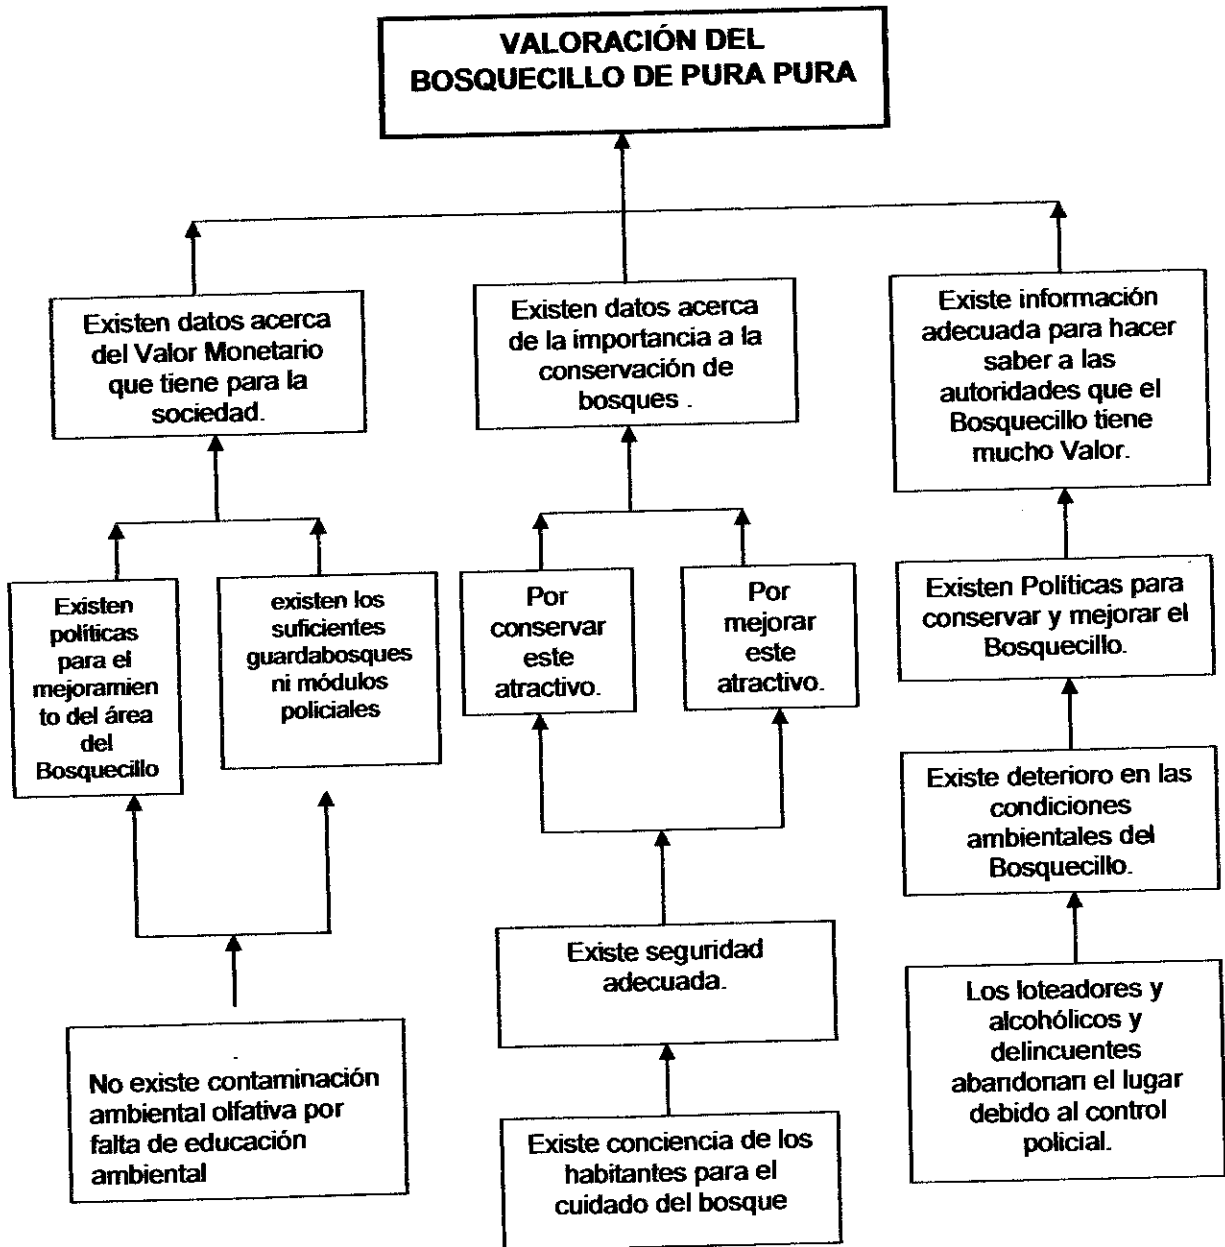 VALORACIÓN DEL
BOSQUECILLO DE PURA PURA
Existen datos acerca
del Valor Monetario
que tiene para la
sociedad.
Existen datos acerca
de la importancia a la
conservación de
bosques .
Existe información
adecuada para hacer
saber a las
autoridades que el
Bosquecillo tiene
mucho Valor.
Existen
políticas
para el
mejoramien
to del área
del
Bosquecillo
existen los
suficientes
guardabosques
ni módulos
policiales
Por
conservar
este
atractivo.
Por
mejorar
este
atractivo.
Existen Políticas para
conservar y mejorar el
Bosquecillo.
Existe deterioro en las
condiciones
ambientales del
Bosquecillo.
No existe contaminación
ambiental olfativa por
falta de educación
ambiental
Existe seguridad
adecuada.
Existe conciencia de los
habitantes para el
cuidado del bosque
Los loteadores y
alcohólicos y
delincuentes
abandonan el lugar
debido al control
policial.